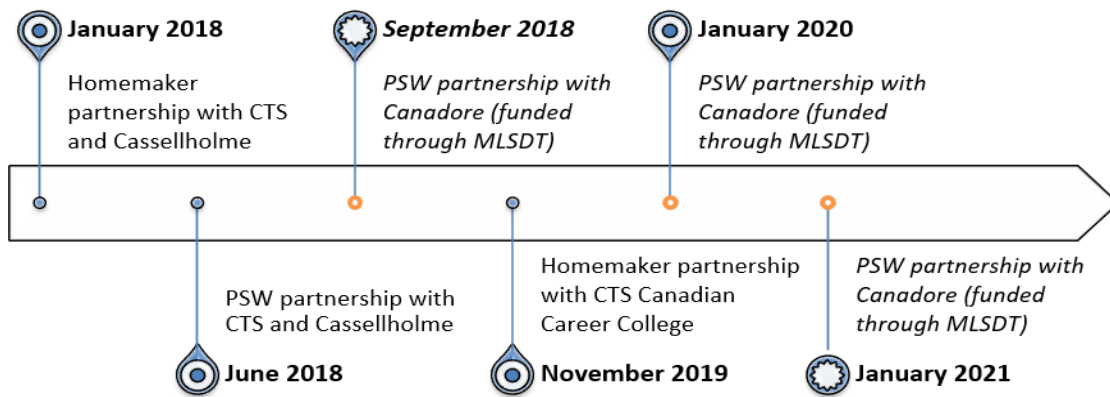 January 2018
Homemaker
partnership with CTS
and Cassellholme
September 2018
PSW partnership with
Canadore (funded
through MLSDT)
January 2020
PSW partnership with
Canadore (funded
through MLSDT)
PSW partnership with
CTS and Cassellholme
June 2018
Homemaker partnership
with CTS Canadian
Career College
November 2019
PSW partnership with
Canadore (funded
through MLSDT)
January 2021